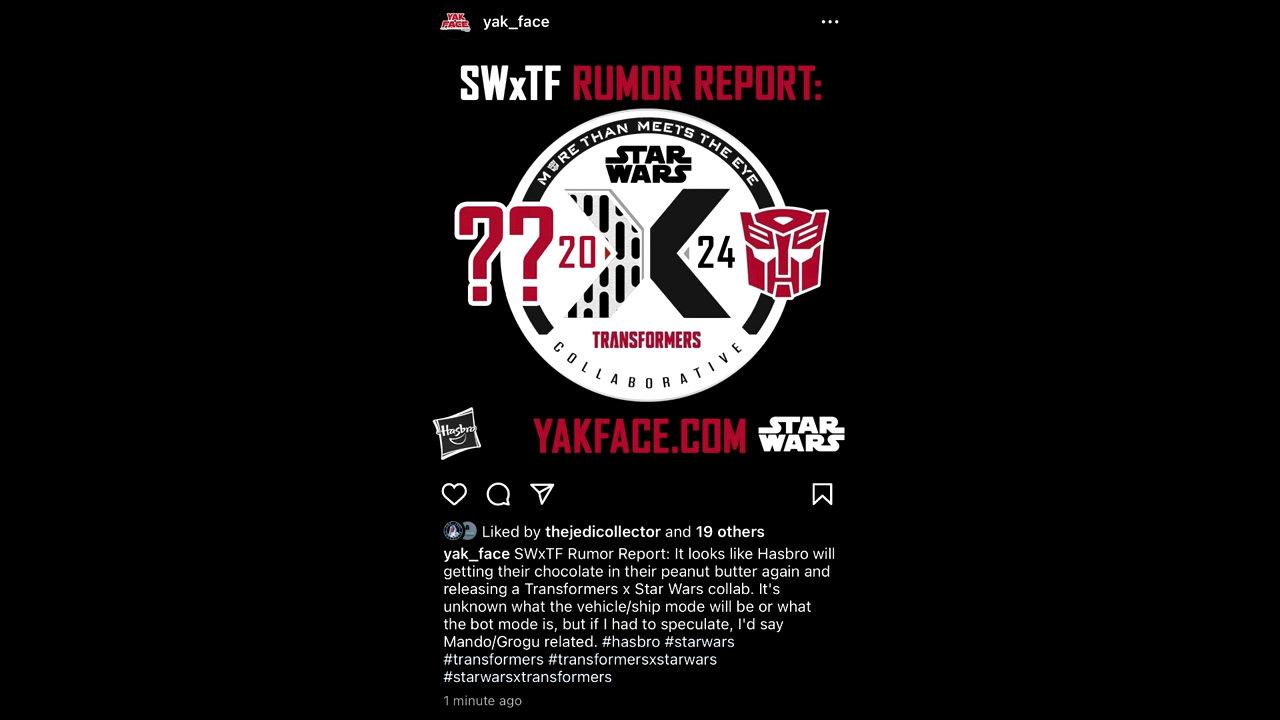 yak_face
SWxTF RUMOR REPORT:
MORE THAN MEETS THE EYE
STAR
WARS
??
20
24
TRANSFORMERS
COLLABORATIVE
Hasbro
YAKFACE.COM
STAR
WARS
Liked by thejedicollector and 19 others
yak_face SWxTF Rumor Report: It looks like Hasbro will
getting their chocolate in their peanut butter again and
releasing a Transformers x Star Wars collab. It's
unknown what the vehicle/ship mode will be or what
the bot mode is, but if I had to speculate, I'd say
Mando/Grogu related. #hasbro #starwars
#transformers #transformersxstarwars
#starwarsxtransformers
1 minute ago